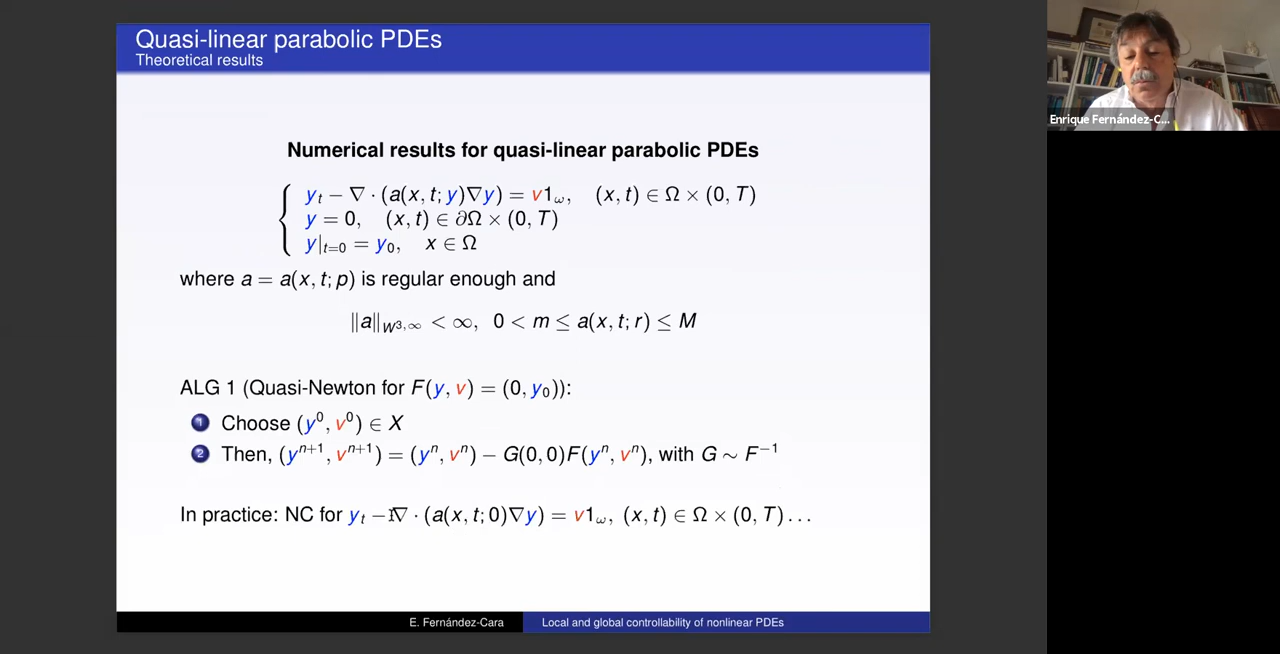 Quasi-linear parabolic PDEs
Theoretical results
Numerical results for quasi-linear parabolic PDEs
y_t − ∇ · (a(x, t; y)∇y) = v1_ω, (x, t) ∈ Ω × (0, T)
y = 0, (x, t) ∈ ∂Ω × (0, T)
y|_{t=0} = y_0, x ∈ Ω
where a = a(x, t; p) is regular enough and
‖a‖_{W^{3,∞}} < ∞, 0 < m ≤ a(x, t; r) ≤ M
ALG 1 (Quasi-Newton for F(y, v) = (0, y_0)):
1 Choose (y^0, v^0) ∈ X
2 Then, (y^{n+1}, v^{n+1}) = (y^n, v^n) − G(0, 0)F(y^n, v^n), with G ∼ F^{−1}
In practice: NC for y_t − ∇ · (a(x, t; 0)∇y) = v1_ω, (x, t) ∈ Ω × (0, T) . . .
E. Fernández-Cara
Local and global controllability of nonlinear PDEs
Enrique Fernández-C...